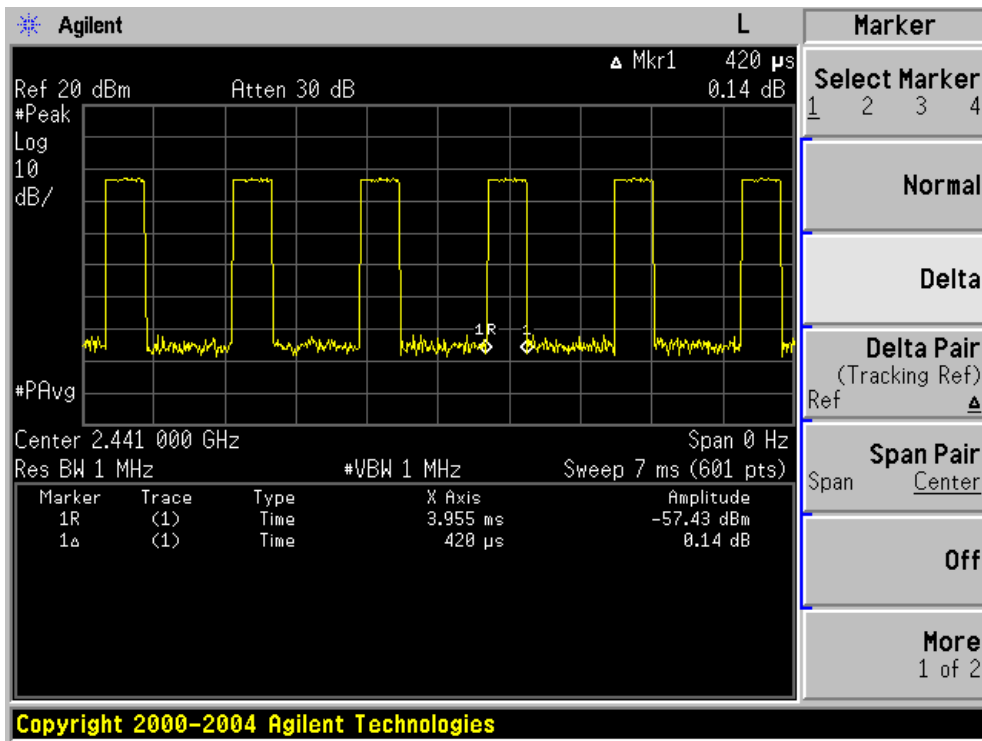 Agilent L Marker
Δ Mkr1 420 μs
Ref 20 dBm Atten 30 dB 0.14 dB
#Peak
Log
10
dB/
1R 1
#PAvg
Center 2.441 000 GHz Span 0 Hz
Res BW 1 MHz #VBW 1 MHz Sweep 7 ms (601 pts)
Marker Trace Type X Axis Amplitude
1R (1) Time 3.955 ms -57.43 dBm
1Δ (1) Time 420 μs 0.14 dB
Select Marker
1 2 3 4
Normal
Delta
Delta Pair
(Tracking Ref)
Ref Δ
Span Pair
Span Center
Off
More
1 of 2
Copyright 2000-2004 Agilent Technologies